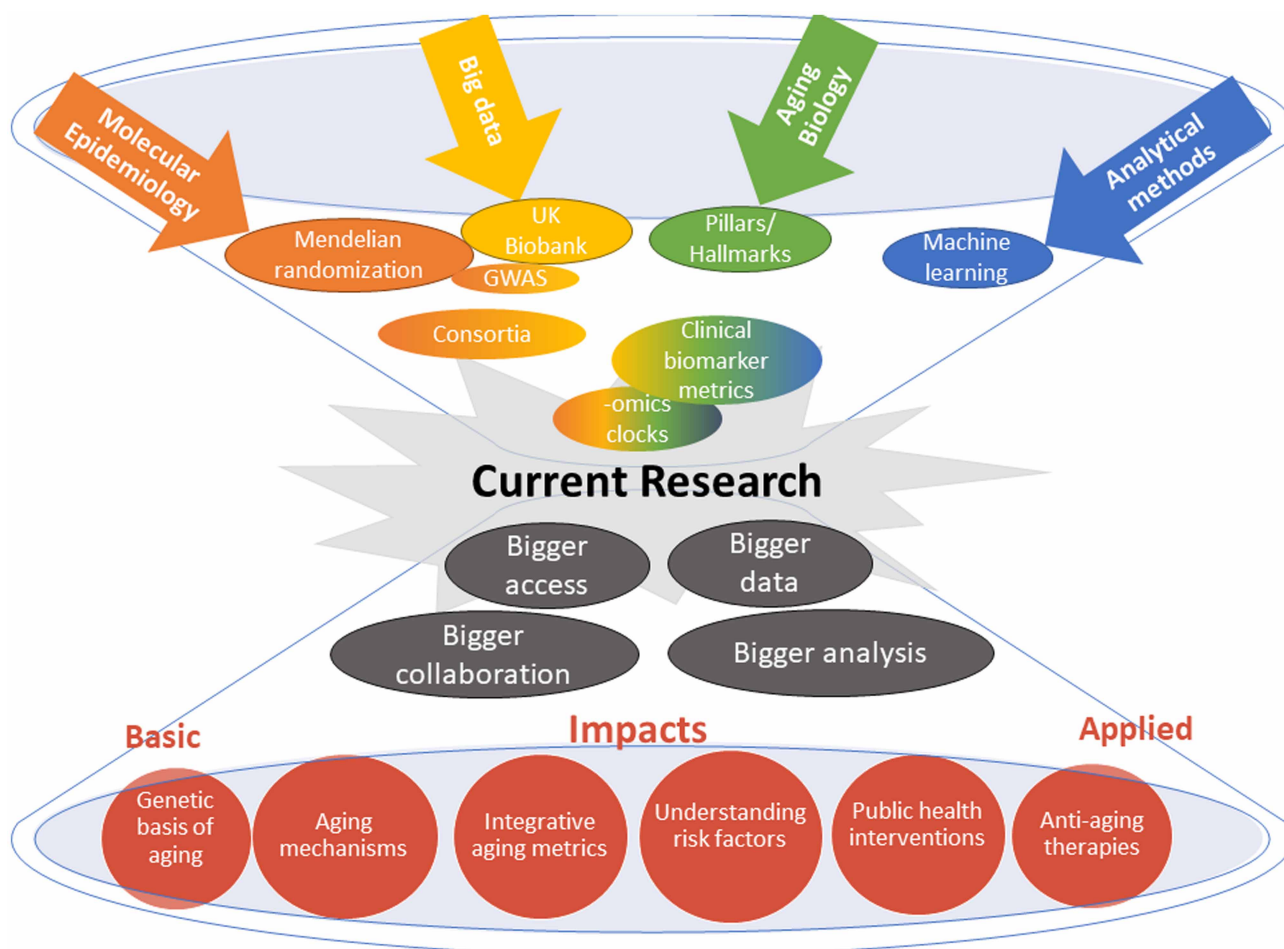 Molecular
Epidemiology
Big data
Aging
Biology
Analytical
methods
Mendelian
randomization
UK
Biobank
GWAS
Pillars/
Hallmarks
Machine
learning
Consortia
Clinical
biomarker
metrics
-omics
clocks
Current Research
Bigger
access
Bigger
data
Bigger
collaboration
Bigger analysis
Basic
Impacts
Applied
Genetic
basis of
aging
Aging
mechanisms
Integrative
aging metrics
Understanding
risk factors
Public health
interventions
Anti-aging
therapies